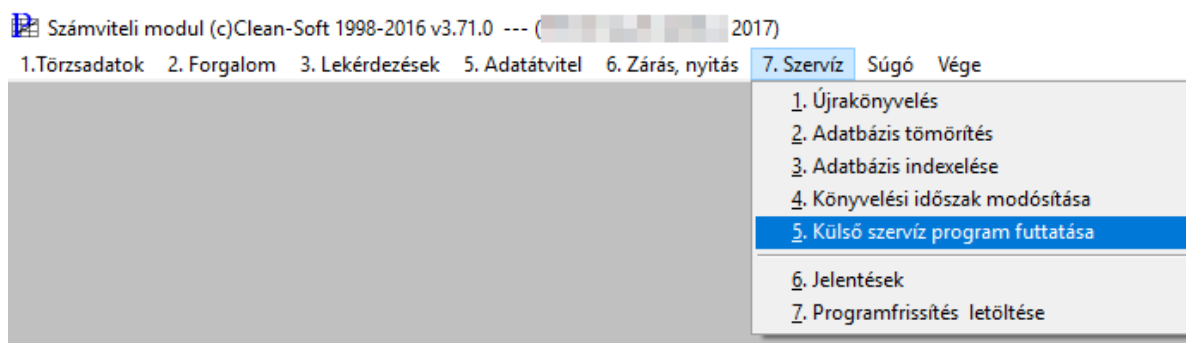 Számviteli modul (c)Clean-Soft 1998-2016 v3.71.0 --- ( 2017)
1.Törzsadatok 2. Forgalom 3. Lekérdezések 5. Adatátvitel 6. Zárás, nyitás 7. Szervíz Súgó Vége
1. Újrakönyvelés
2. Adatbázis tömörítés
3. Adatbázis indexelése
4. Könyvelési időszak modósítása
5. Külső szervíz program futtatása
6. Jelentések
7. Programfrissítés letöltése